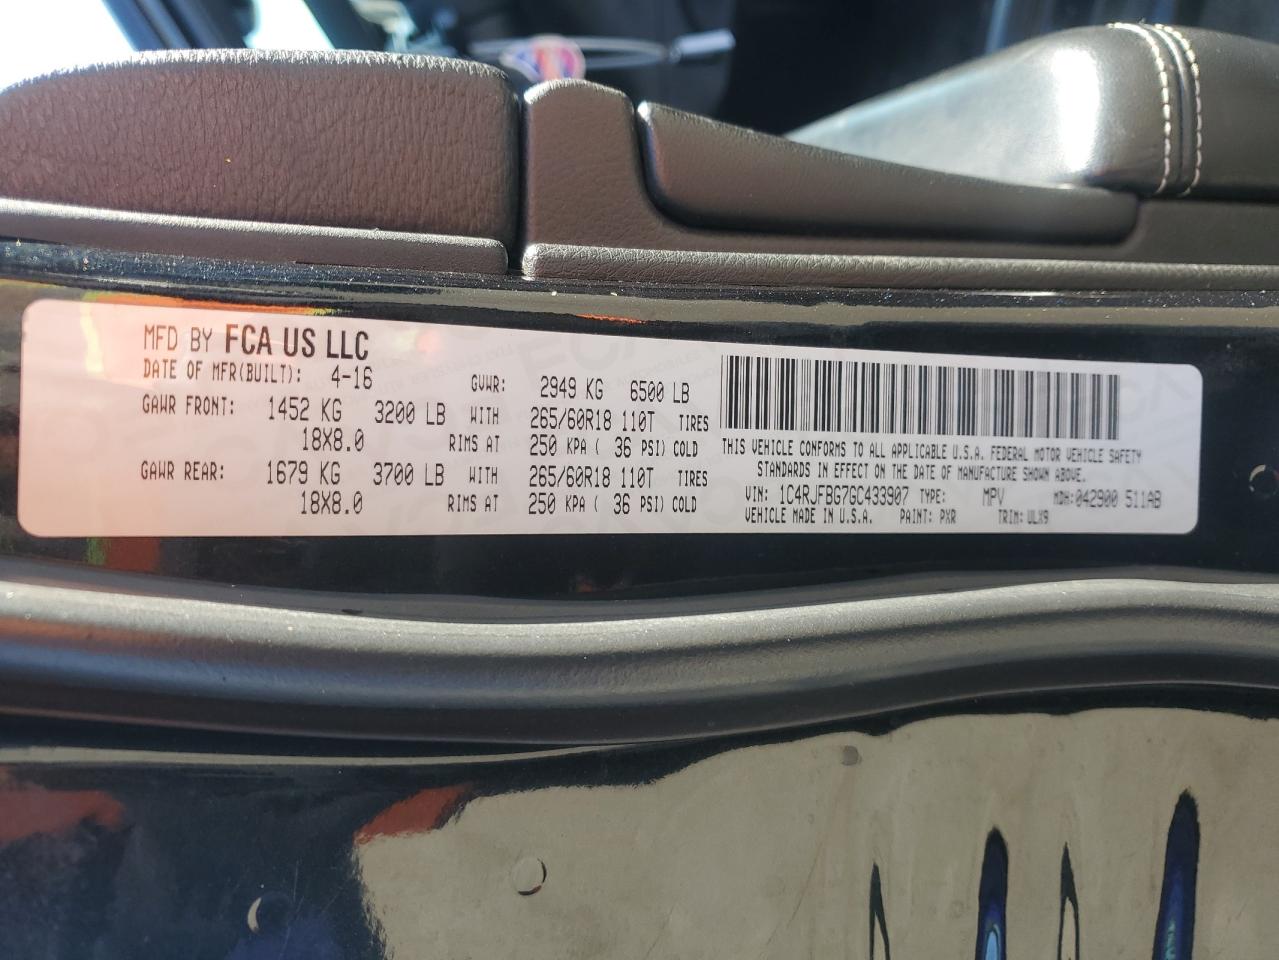 MFD BY FCA US LLC
DATE OF MFR(BUILT): 4-16 GVWR: 2949 KG 6500 LB
GAWR FRONT: 1452 KG 3200 LB WITH 265/60R18 110T TIRES
18X8.0 RIMS AT 250 KPA ( 36 PSI) COLD
GAWR REAR: 1679 KG 3700 LB WITH 265/60R18 110T TIRES
18X8.0 RIMS AT 250 KPA ( 36 PSI) COLD
THIS VEHICLE CONFORMS TO ALL APPLICABLE U.S.A. FEDERAL MOTOR VEHICLE SAFETY
STANDARDS IN EFFECT ON THE DATE OF MANUFACTURE SHOWN ABOVE.
VIN: 1C4RJFBG7GC433907 TYPE: MPV MDH:042900 511AB
VEHICLE MADE IN U.S.A. PAINT: PXR TRIM: ULX9